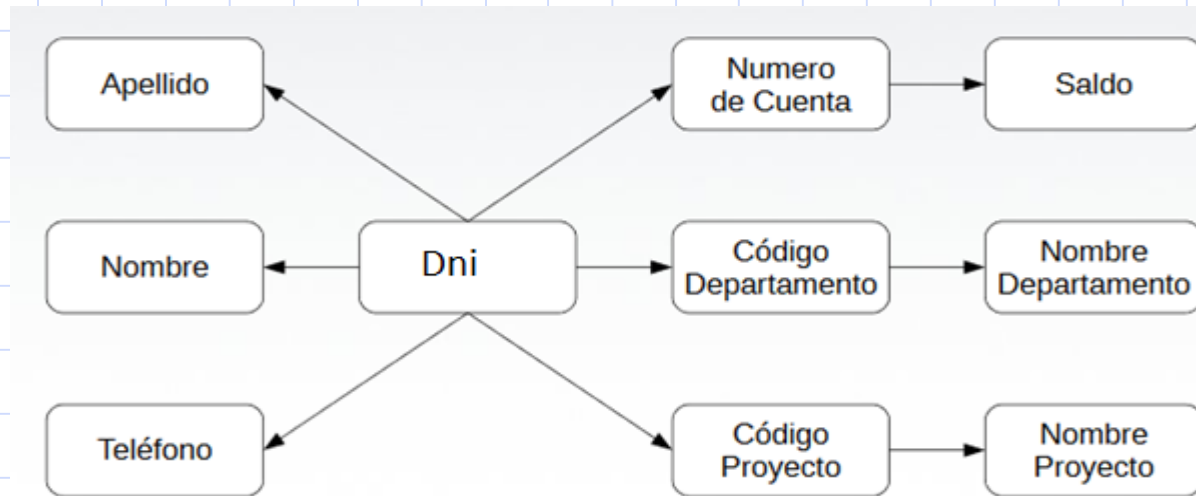 Apellido
Numero
de Cuenta
Saldo
Nombre
Dni
Código
Departamento
Nombre
Departamento
Teléfono
Código
Proyecto
Nombre
Proyecto